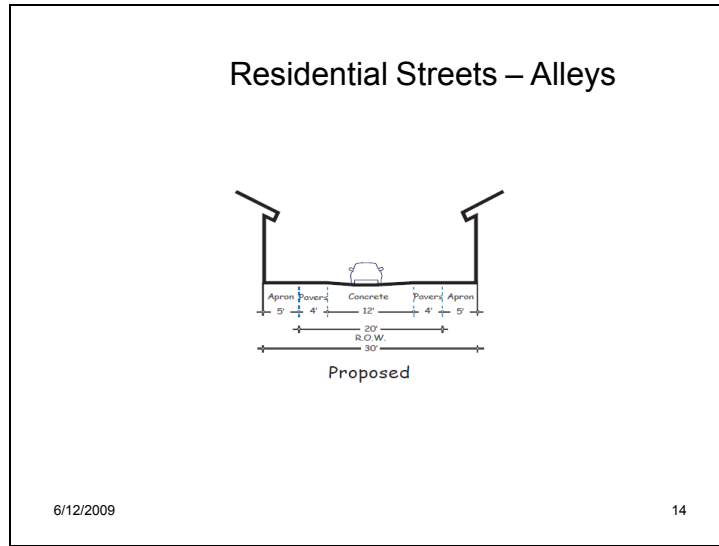 Residential Streets – Alleys
Apron Pavers Concrete Pavers Apron
5' 4' 12' 4' 5'
20'
R.O.W.
30'
Proposed
6/12/2009 14